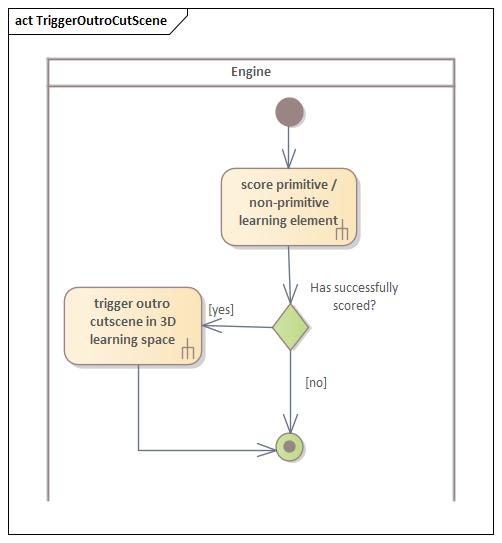 act TriggerOutroCutScene
Engine
score primitive /
non-primitive
learning element
Has successfully
scored?
[yes]
trigger outro
cutscene in 3D
learning space
[no]